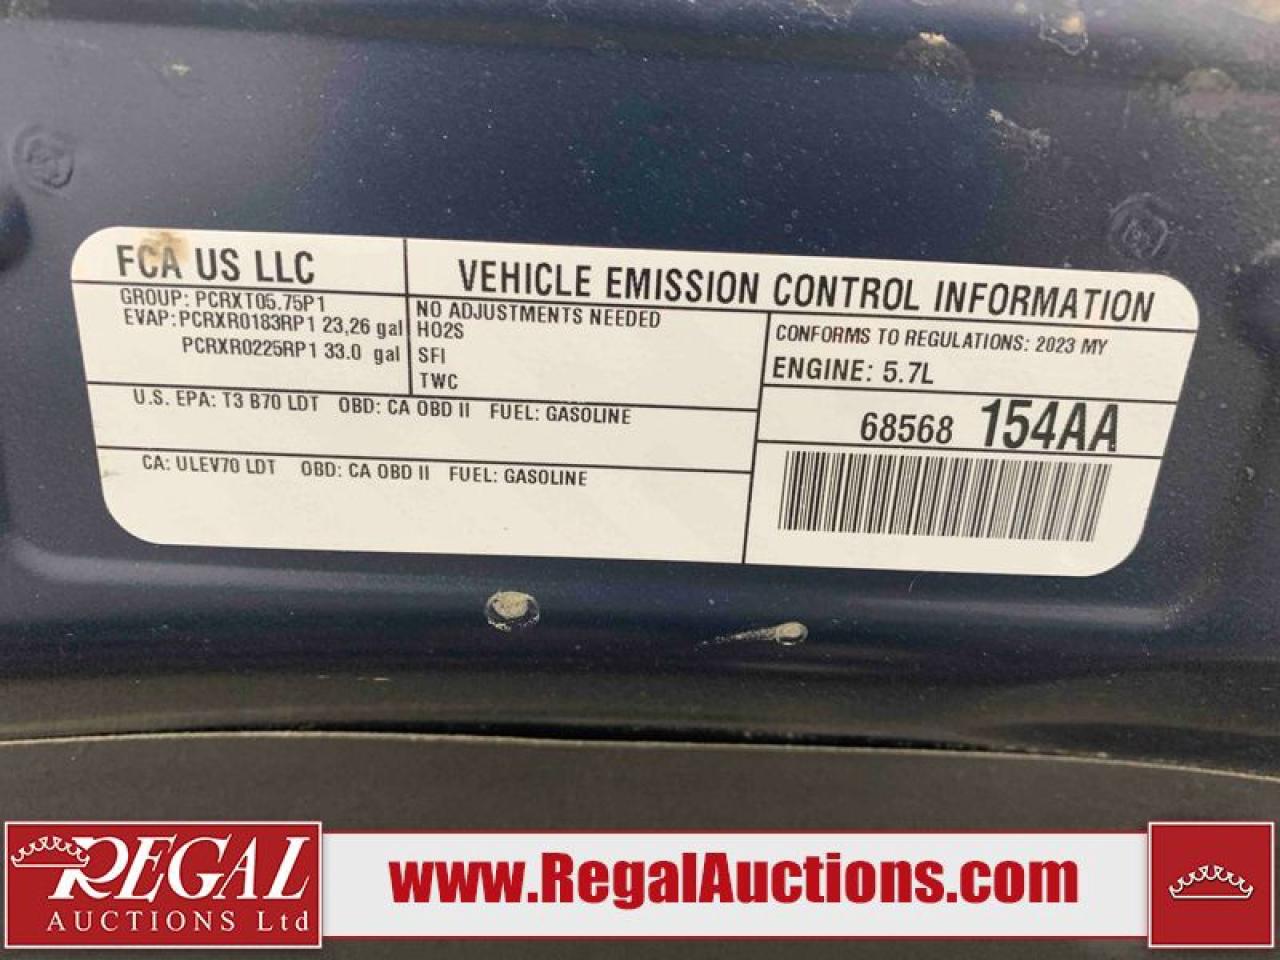 FCA US LLC
VEHICLE EMISSION CONTROL INFORMATION
GROUP: PCRXT05.75P1
EVAP: PCRXR0183RP1 23,26 gal
PCRXR0225RP1 33.0 gal
NO ADJUSTMENTS NEEDED
HO2S
SFI
TWC
CONFORMS TO REGULATIONS: 2023 MY
ENGINE: 5.7L
U.S. EPA: T3 B70 LDT OBD: CA OBD II FUEL: GASOLINE
68568 154AA
CA: ULEV70 LDT OBD: CA OBD II FUEL: GASOLINE
REGAL
AUCTIONS Ltd
www.RegalAuctions.com